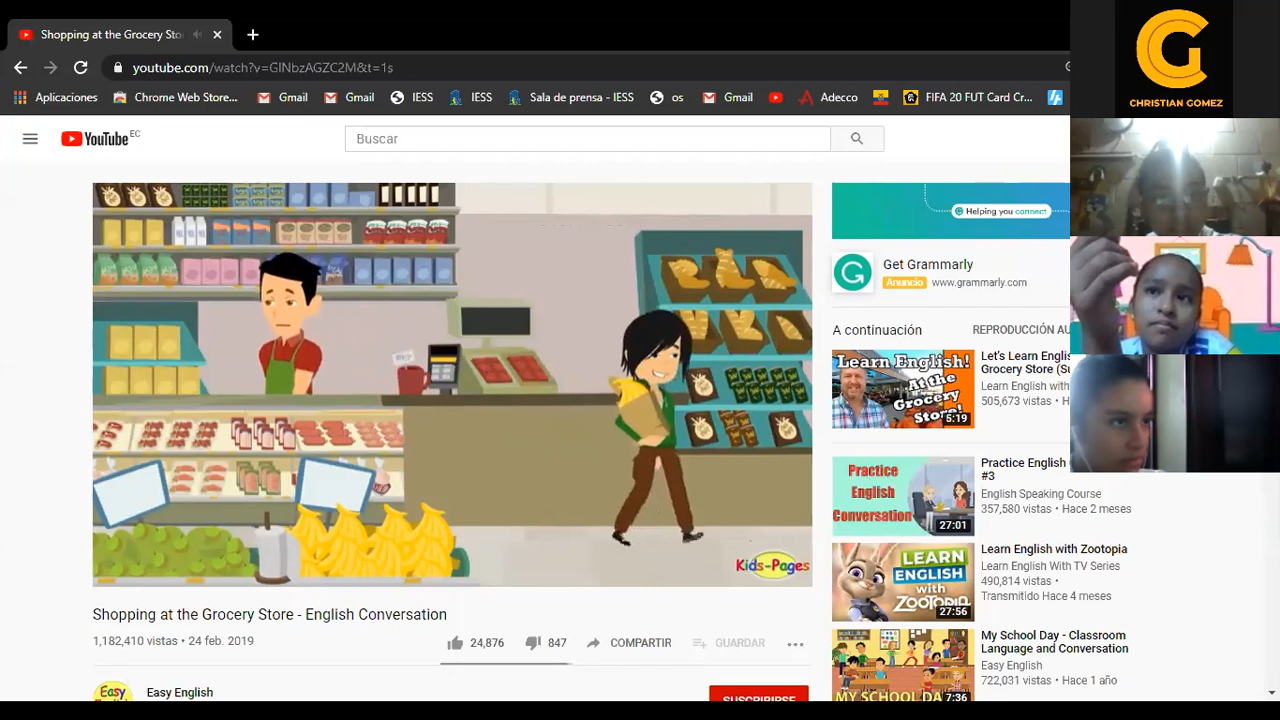 Shopping at the Grocery Sto
youtube.com/watch?v=GlNbzAGZC2M&t=1s
Aplicaciones
Chrome Web Store...
Gmail
Gmail
IESS
IESS
Sala de prensa - IESS
os
Gmail
Adecco
FIFA 20 FUT Card Cr...
G
CHRISTIAN GOMEZ
YouTube EC
Buscar
Helping you connect
Get Grammarly
Anuncio www.grammarly.com
A continuación
REPRODUCCIÓN AU
Learn English!
At the
Grocery
Store!
5:19
Let's Learn Engli
Grocery Store (Su
Learn English with
505,673 vistas •
Practice
English
Conversation
27:01
Practice English
#3
English Speaking Course
357,580 vistas • Hace 2 meses
LEARN
ENGLISH
with
ZOOTOPIA
27:56
Learn English with Zootopia
Learn English With TV Series
490,814 vistas •
Transmitido Hace 4 meses
MY SCHOOL DA
7:36
My School Day - Classroom
Language and Conversation
Easy English
722,031 vistas • Hace 1 año
Kids-Pages
Shopping at the Grocery Store - English Conversation
1,182,410 vistas • 24 feb. 2019
24,876
847
COMPARTIR
GUARDAR
Easy
Easy English
SUSCRIBIRSE